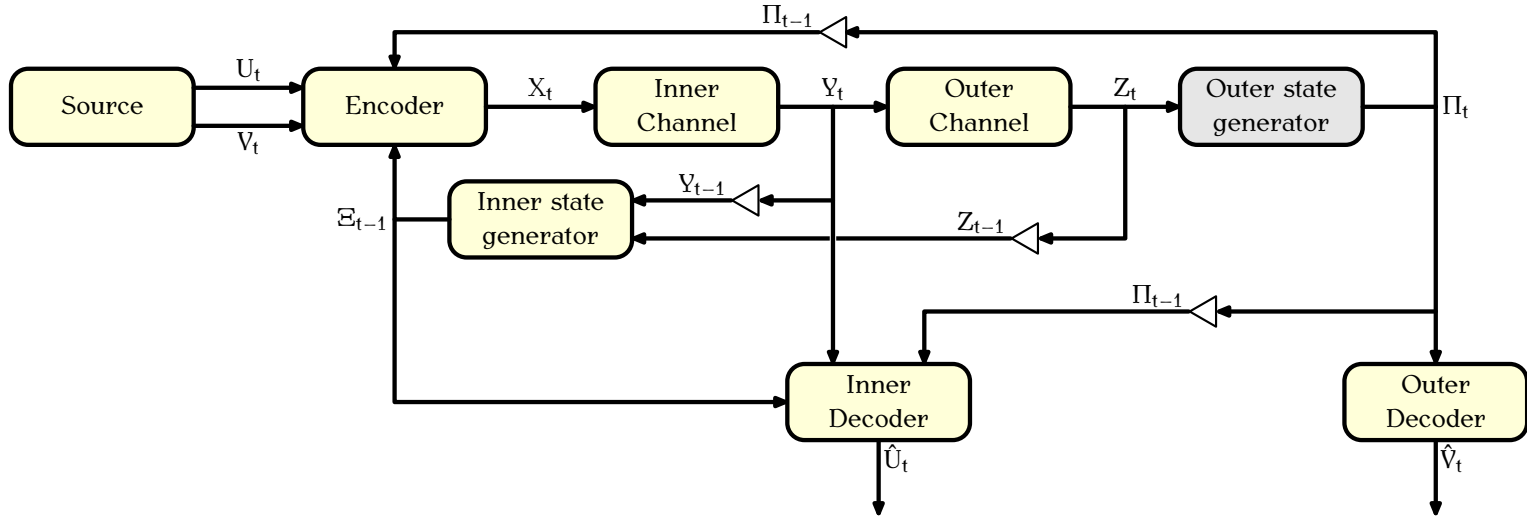 Π_{t−1}
U_t
Source
V_t
Encoder
X_t
Inner
Channel
Y_t
Outer
Channel
Z_t
Outer state
generator
Π_t
Ξ_{t−1}
Inner state
generator
Y_{t−1}
Z_{t−1}
Π_{t−1}
Inner
Decoder
Outer
Decoder
Û_t
V̂_t